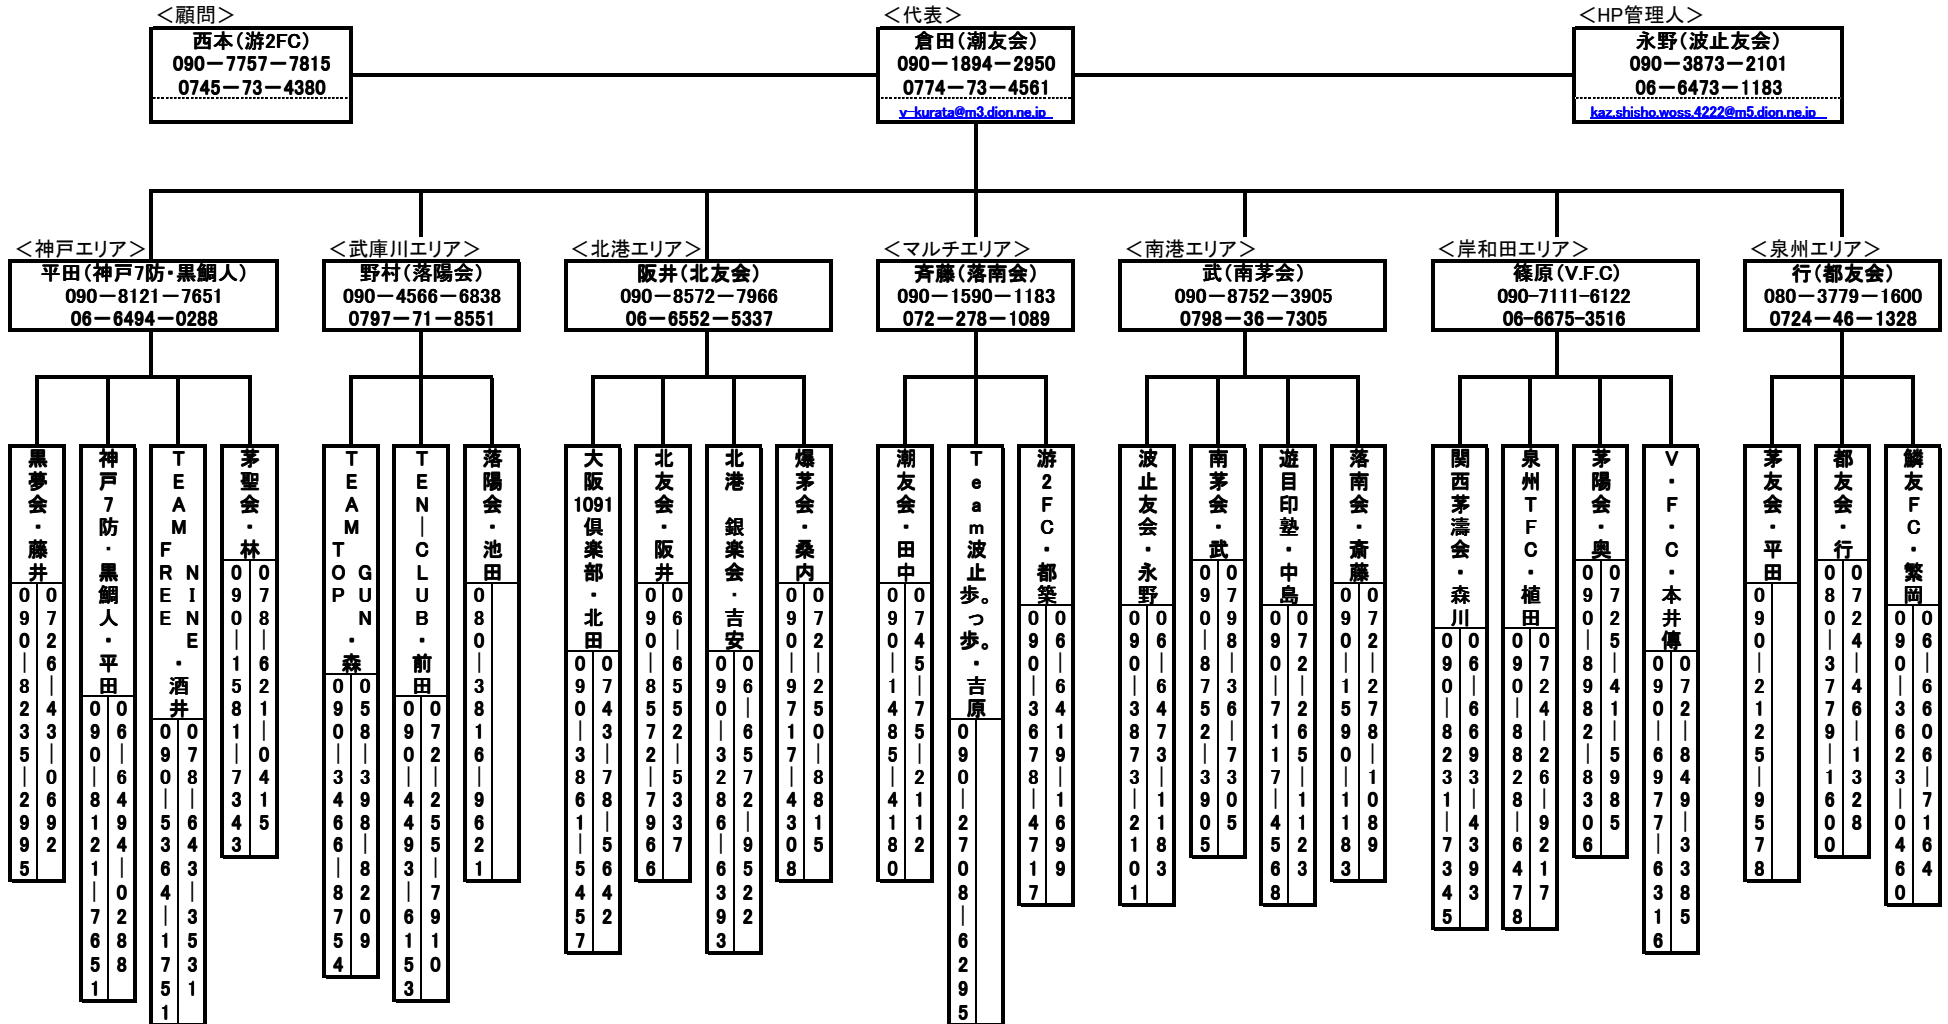 ＜顧問＞
西本（游2FC）
090－7757－7815
0745－73－4380
＜代表＞
倉田（潮友会）
090－1894－2950
0774－73－4561
y-kurata@m3.dion.ne.jp
＜HP管理人＞
永野（波止友会）
090－3873－2101
06－6473－1183
kaz.shisho.woss.4222@m5.dion.ne.jp
＜神戸エリア＞
平田（神戸7防・黒鯛人）
090－8121－7651
06－6494－0288
＜武庫川エリア＞
野村（落陽会）
090－4566－6838
0797－71－8551
＜北港エリア＞
阪井（北友会）
090－8572－7966
06－6552－5337
＜マルチエリア＞
斉藤（落南会）
090－1590－1183
072－278－1089
＜南港エリア＞
武（南茅会）
090－8752－3905
0798－36－7305
＜岸和田エリア＞
篠原（V.F.C）
090-7111-6122
06-6675-3516
＜泉州エリア＞
行（都友会）
080－3779－1600
0724－46－1328
黒夢会・藤井
0726－43－0692
090－8235－2995
神戸7防・黒鯛人・平田
06－6494－0288
090－8121－7651
TEAM FREE NINE・酒井
078－643－3531
090－5364－1751
茅聖会・林
078－621－0415
090－1581－7343
TEAM TOP GUN・森
058－398－8209
090－3466－8754
TEN－CLUB・前田
072－255－7910
090－4493－6153
落陽会・池田
080－3816－9621
大阪1091倶楽部・北田
0743－78－5642
090－3861－5457
北友会・阪井
06－6552－5337
090－8572－7966
北港 銀楽会・吉安
06－6572－9522
090－3286－6393
爆茅会・桑内
072－250－8815
090－9717－4308
潮友会・田中
0745－75－2112
090－1485－4180
Team波止歩。っ歩。・吉原
090－2708－6295
游2FC・都築
06－6419－1699
090－3678－4717
波止友会・永野
06－6473－1183
090－3873－2101
南茅会・武
0798－36－7305
090－8752－3905
遊目印塾・中島
072－265－1123
090－7117－4568
落南会・斎藤
072－278－1089
090－1590－1183
関西茅濤会・森川
06－6693－4393
090－8231－7345
泉州TFC・植田
0724－26－9217
090－8828－6478
茅陽会・奥
0725－41－5985
090－8982－8306
V・F・C・本井傳
072－849－3385
090－6977－6316
茅友会・平田
090－2125－9578
都友会・行
0724－46－1328
080－3779－1600
鱗友FC・繁岡
06－6606－7164
090－3623－0460